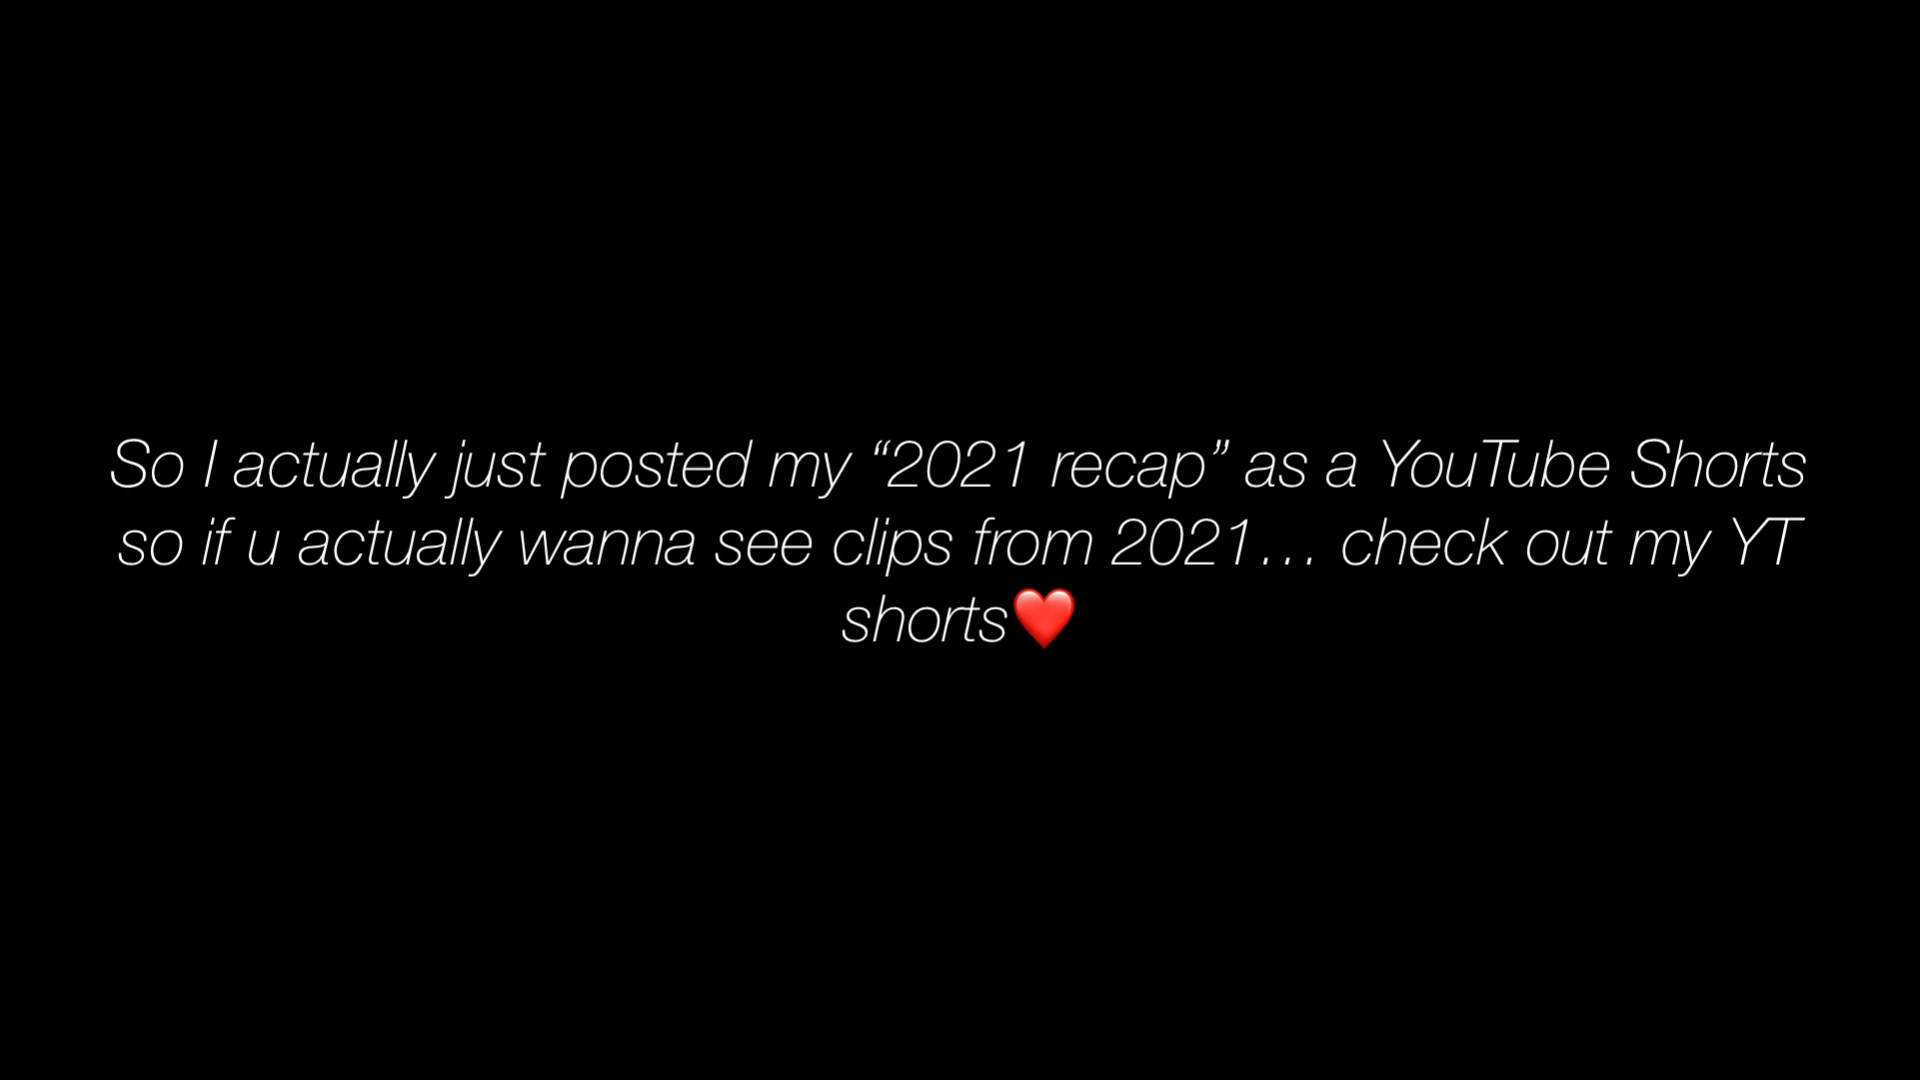 So I actually just posted my “2021 recap” as a YouTube Shorts
so if u actually wanna see clips from 2021… check out my YT
shorts❤️